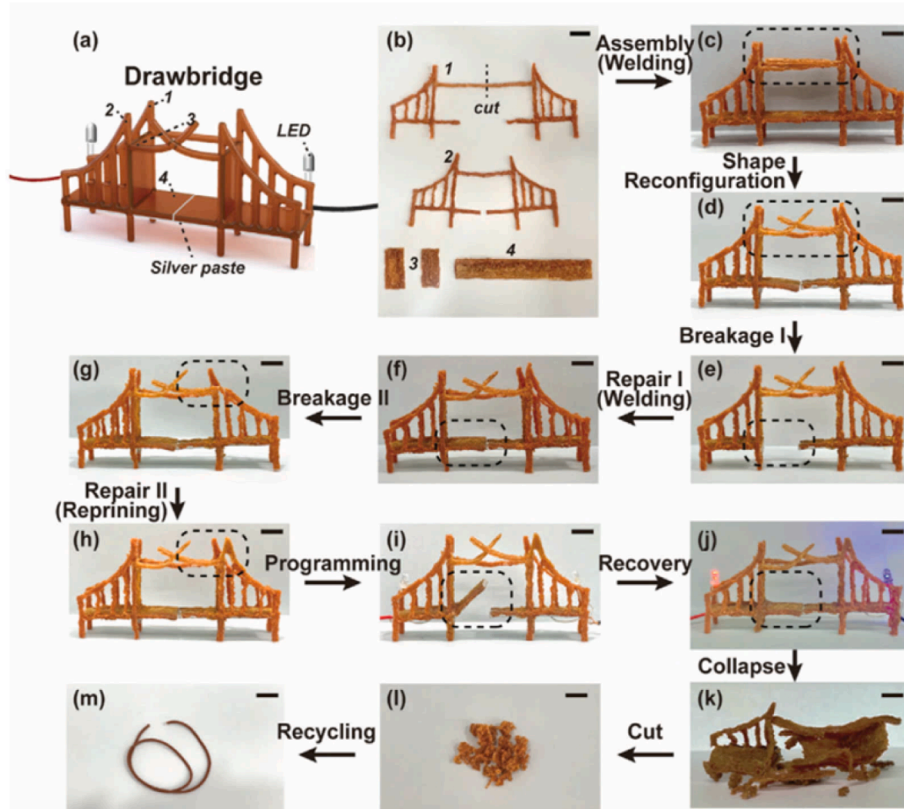 (a)
Drawbridge
1
2
3
LED
4
Silver paste
(b)
1
cut
2
3
4
Assembly
(Welding)
(c)
Shape
Reconfiguration
(d)
Breakage I
(e)
Repair I
(Welding)
(f)
Breakage II
(g)
Repair II
(Reprining)
(h)
Programming
(i)
Recovery
(j)
Collapse
(k)
Cut
(l)
Recycling
(m)